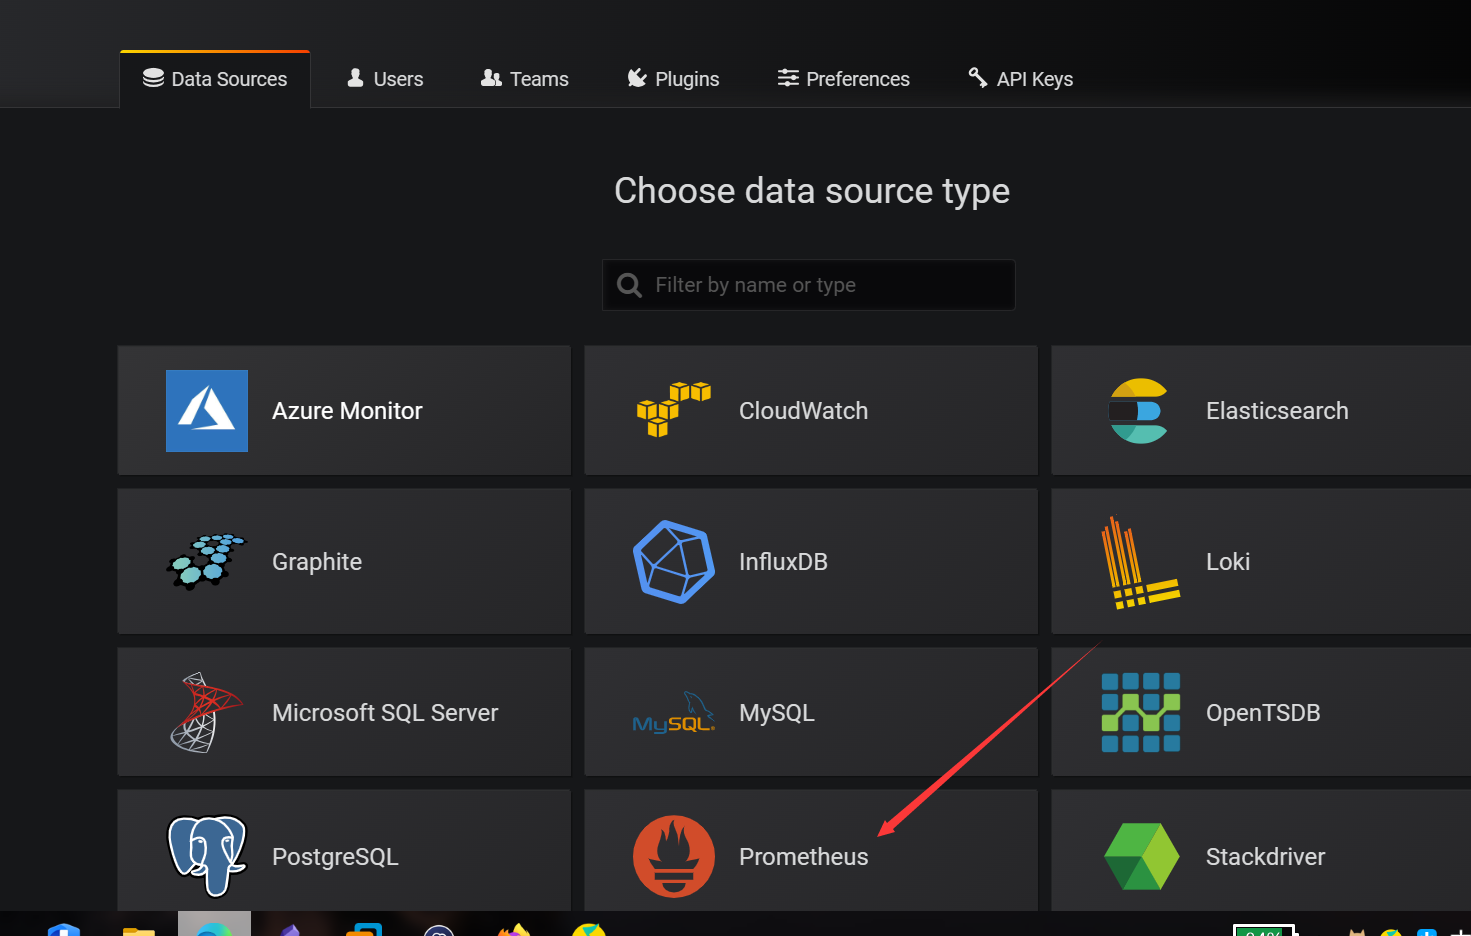 Data Sources
Users
Teams
Plugins
Preferences
API Keys
Choose data source type
Filter by name or type
Azure Monitor
CloudWatch
Elasticsearch
Graphite
InfluxDB
Loki
Microsoft SQL Server
MySQL
MySQL
OpenTSDB
PostgreSQL
Prometheus
Stackdriver